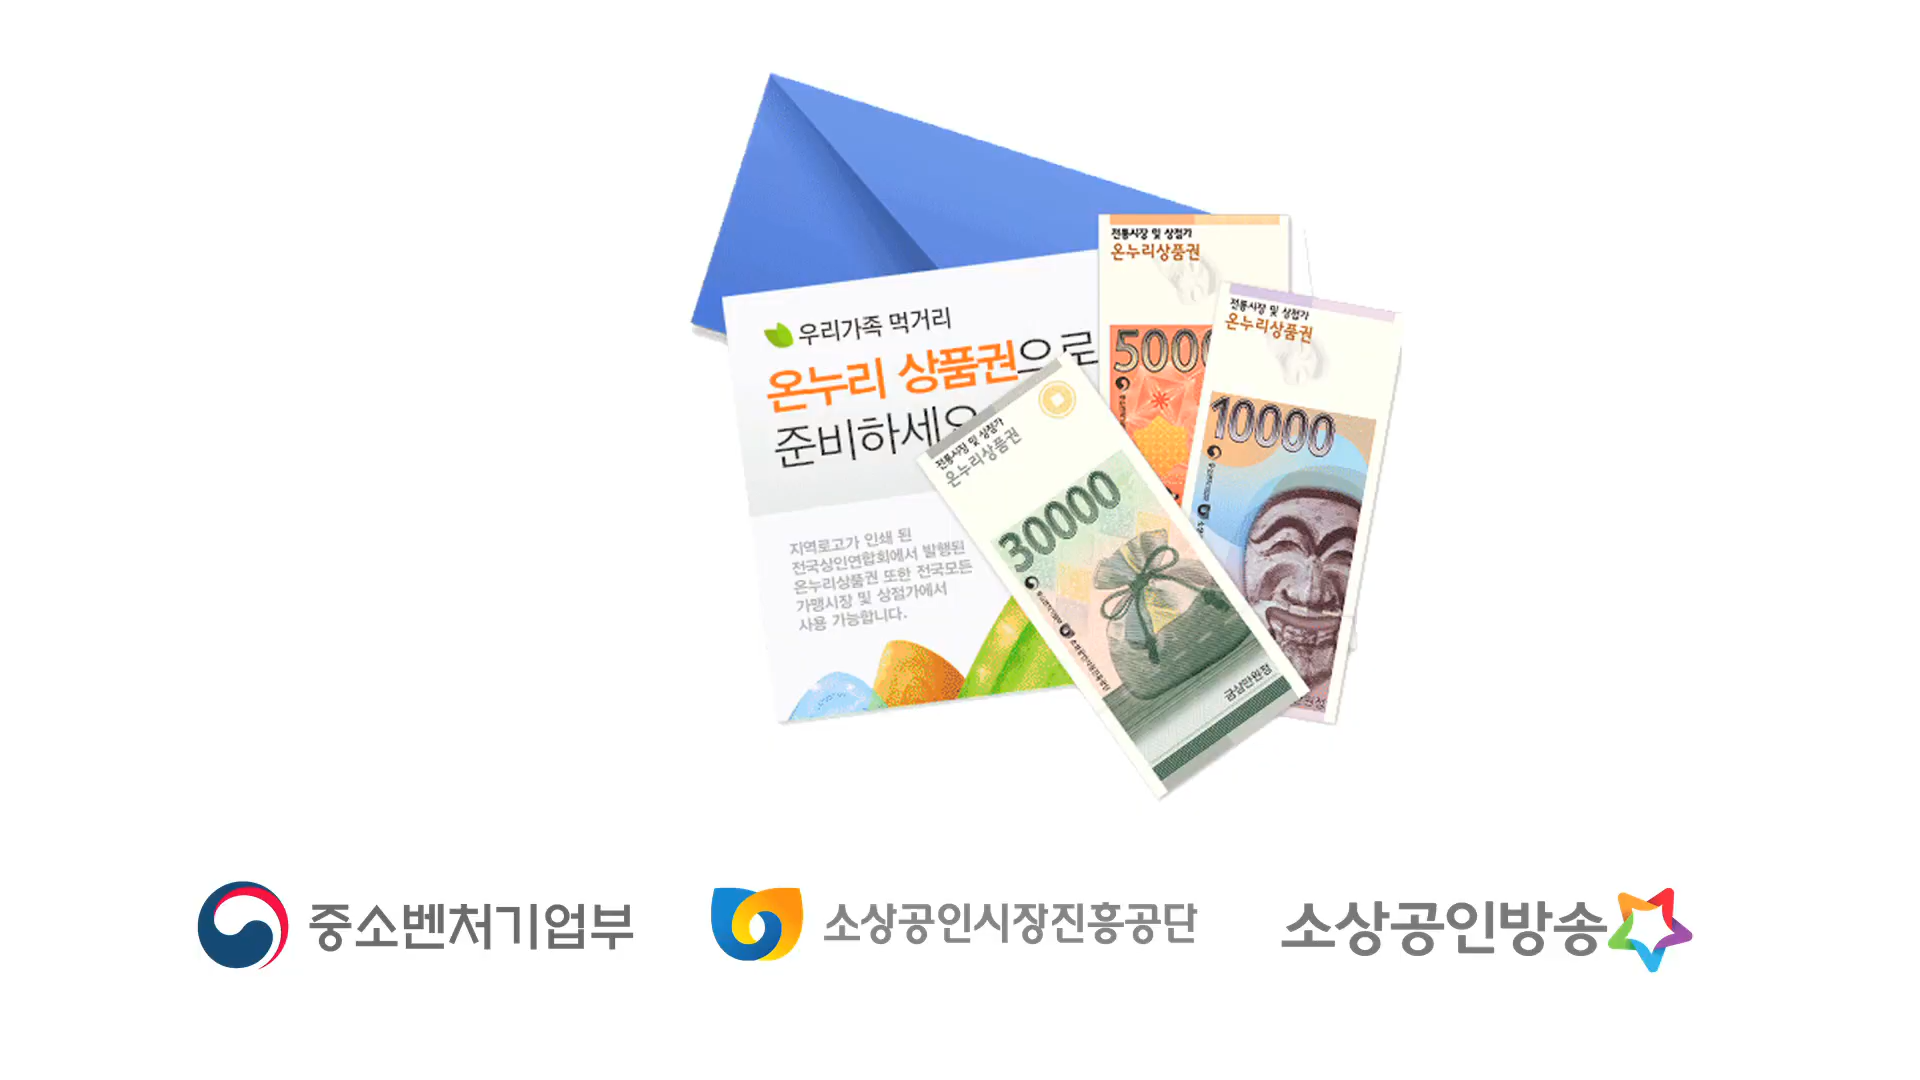 우리가족 먹거리
온누리 상품권으로
준비하세요
지역로고가 인쇄 된
전국상인연합회에서 발행된
온누리상품권 또한 전국모든
가맹시장 및 상점가에서
사용 가능합니다.
전통시장 및 상점가
온누리상품권
5000
전통시장 및 상점가
온누리상품권
10000
전통시장 및 상점가
온누리상품권
30000
금삼만원정
중소벤처기업부
소상공인시장진흥공단
소상공인방송